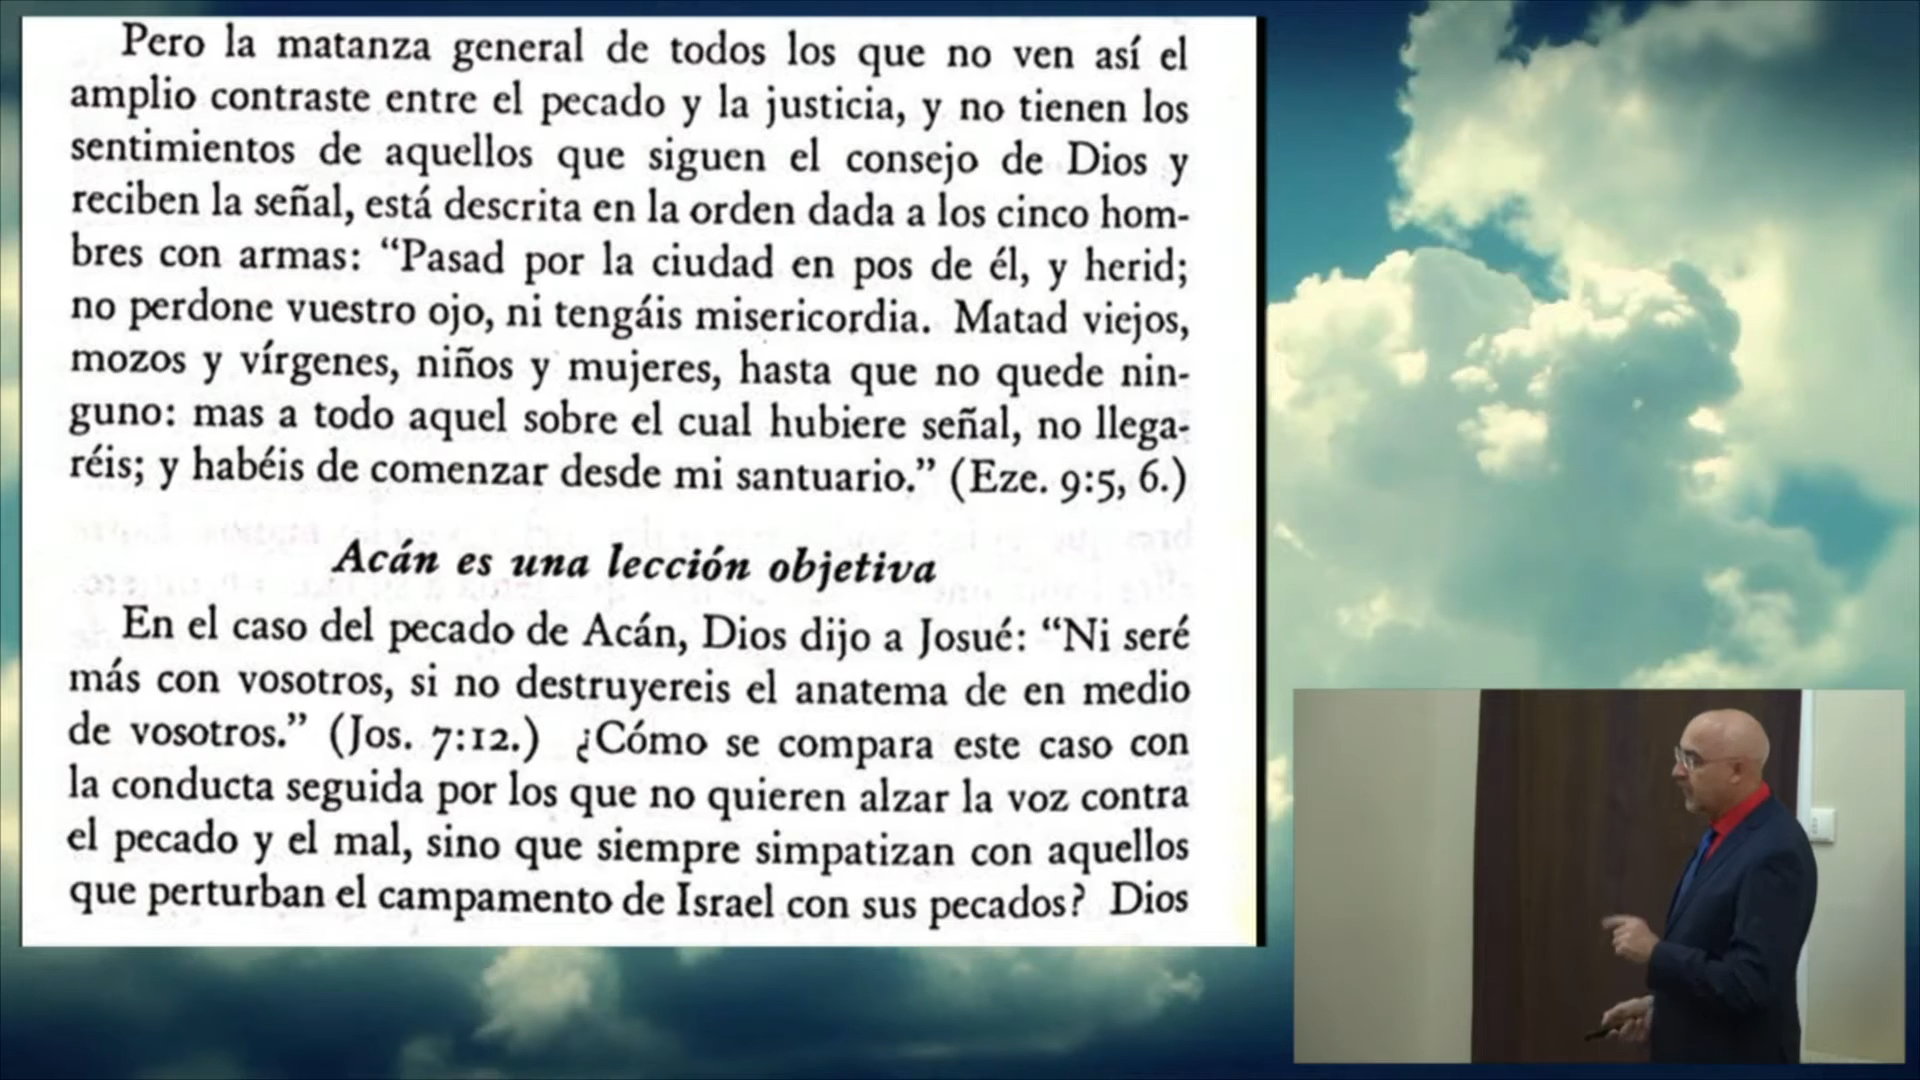 Pero la matanza general de todos los que no ven así el
amplio contraste entre el pecado y la justicia, y no tienen los
sentimientos de aquellos que siguen el consejo de Dios y
reciben la señal, está descrita en la orden dada a los cinco hom-
bres con armas: “Pasad por la ciudad en pos de él, y herid;
no perdone vuestro ojo, ni tengáis misericordia. Matad viejos,
mozos y vírgenes, niños y mujeres, hasta que no quede nin-
guno: mas a todo aquel sobre el cual hubiere señal, no llega-
réis; y habéis de comenzar desde mi santuario.” (Eze. 9:5, 6.)
Acán es una lección objetiva
En el caso del pecado de Acán, Dios dijo a Josué: “Ni seré
más con vosotros, si no destruyereis el anatema de en medio
de vosotros.” (Jos. 7:12.) ¿Cómo se compara este caso con
la conducta seguida por los que no quieren alzar la voz contra
el pecado y el mal, sino que siempre simpatizan con aquellos
que perturban el campamento de Israel con sus pecados? Dios